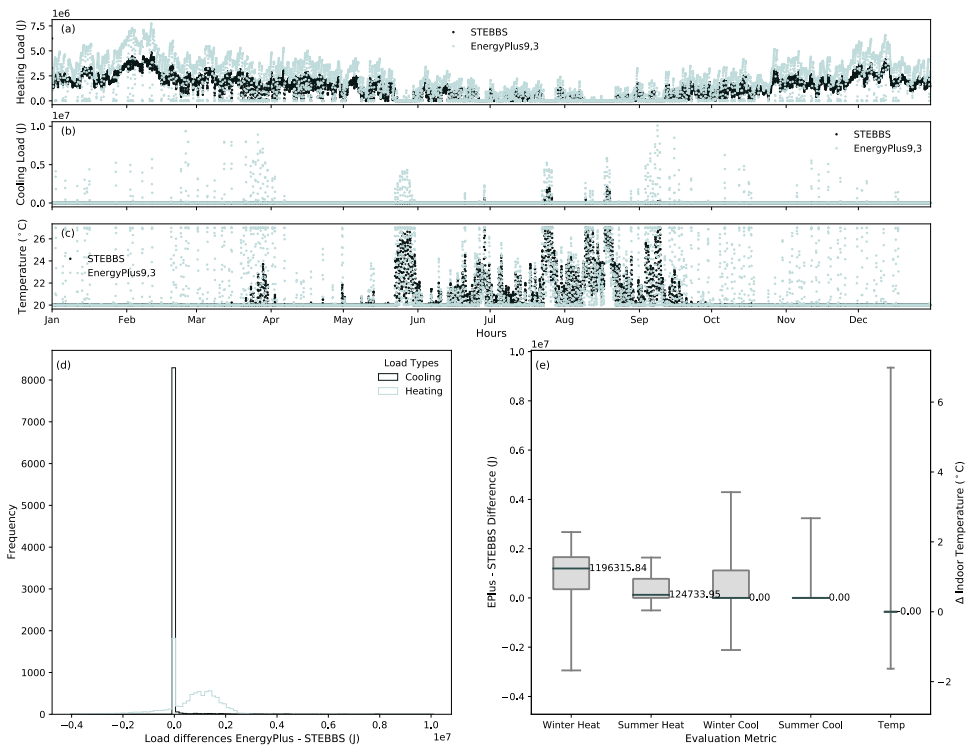 1e6
(a)
STEBBS
EnergyPlus9,3
Heating Load (J)
7.5
5.0
2.5
0.0
1e7
(b)
STEBBS
EnergyPlus9,3
Cooling Load (J)
1.0
0.5
0.0
(c)
STEBBS
EnergyPlus9,3
Temperature (°C)
26
24
22
20
Jan Feb Mar Apr May Jun Jul Aug Sep Oct Nov Dec
Hours
(d)
Load Types
Cooling
Heating
Frequency
8000
7000
6000
5000
4000
3000
2000
1000
0
−0.4 −0.2 0.0 0.2 0.4 0.6 0.8 1.0
1e7
Load differences EnergyPlus - STEBBS (J)
1e7
(e)
EPlus - STEBBS Difference (J)
1.0
0.8
0.6
0.4
0.2
0.0
−0.2
−0.4
1196315.84
124733.95
0.00
0.00
-0.00
6
4
2
0
−2
Δ Indoor Temperature (°C)
Winter Heat Summer Heat Winter Cool Summer Cool Temp
Evaluation Metric